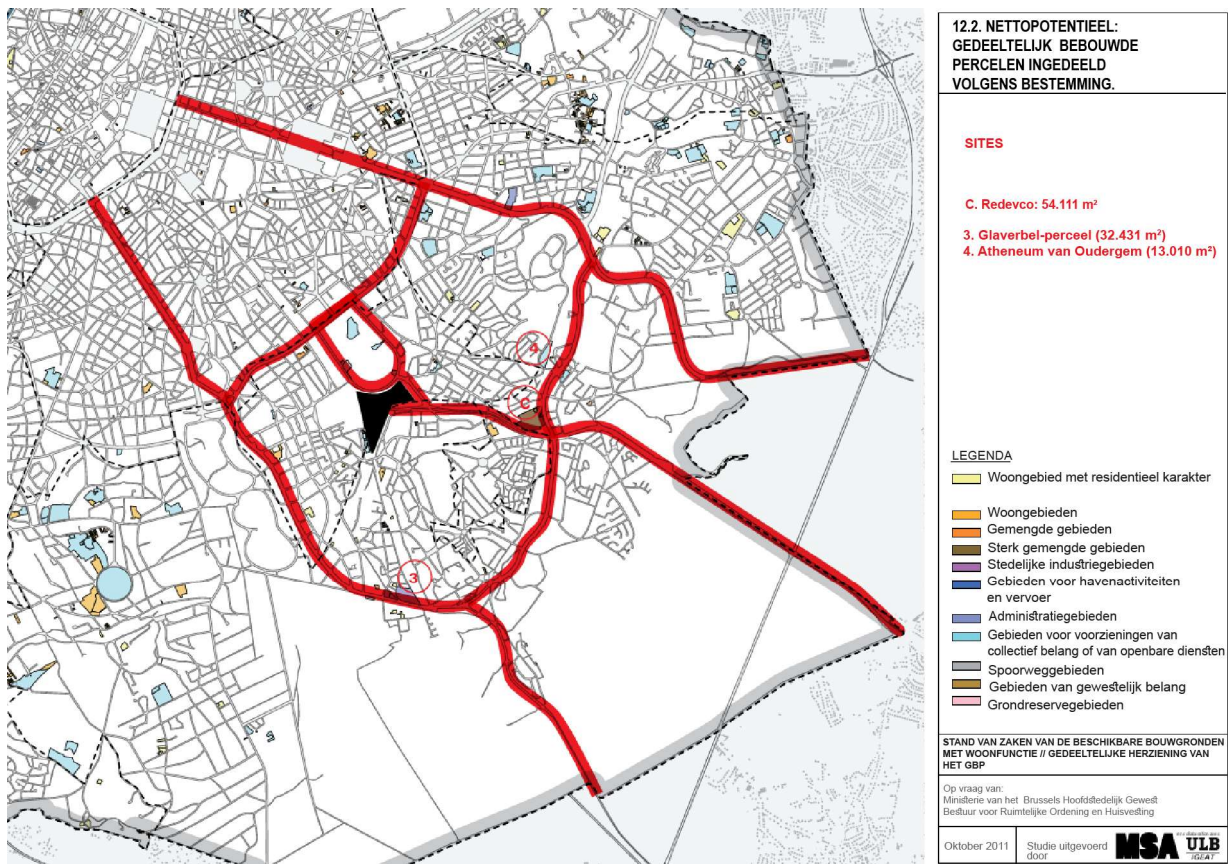 12.2. NETTOPOTENTIEEL:
GEDEELTELIJK BEBOUWDE
PERCELEN INGEDEELD
VOLGENS BESTEMMING.
SITES
C. Redevco: 54.111 m²
3. Glaverbel-perceel (32.431 m²)
4. Atheneum van Oudergem (13.010 m²)
4
C
3
LEGENDA
Woongebied met residentieel karakter
Woongebieden
Gemengde gebieden
Sterk gemengde gebieden
Stedelijke industriegebieden
Gebieden voor havenactiviteiten
en vervoer
Administratiegebieden
Gebieden voor voorzieningen van
collectief belang of van openbare diensten
Spoorweggebieden
Gebieden van gewestelijk belang
Grondreservegebieden
STAND VAN ZAKEN VAN DE BESCHIKBARE BOUWGRONDEN
MET WOONFUNCTIE // GEDEELTELIJKE HERZIENING VAN
HET GBP
Op vraag van:
Ministerie van het Brussels Hoofdstedelijk Gewest
Bestuur voor Ruimtelijke Ordening en Huisvesting
Oktober 2011
Studie uitgevoerd
door
MSA
ULB
IGEAT